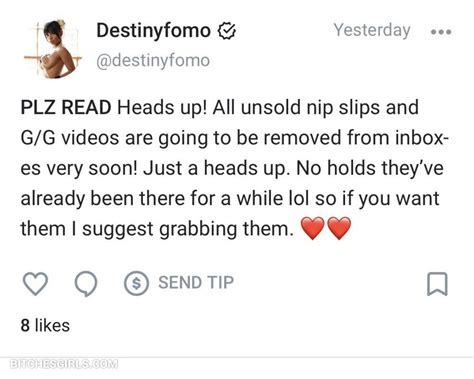 Destinyfomo
Yesterday
@destinyfomo
PLZ READ Heads up! All unsold nip slips and
G/G videos are going to be removed from inbox-
es very soon! Just a heads up. No holds they’ve
already been there for a while lol so if you want
them I suggest grabbing them. ❤️❤️
SEND TIP
8 likes
BITCHESGIRLS.COM